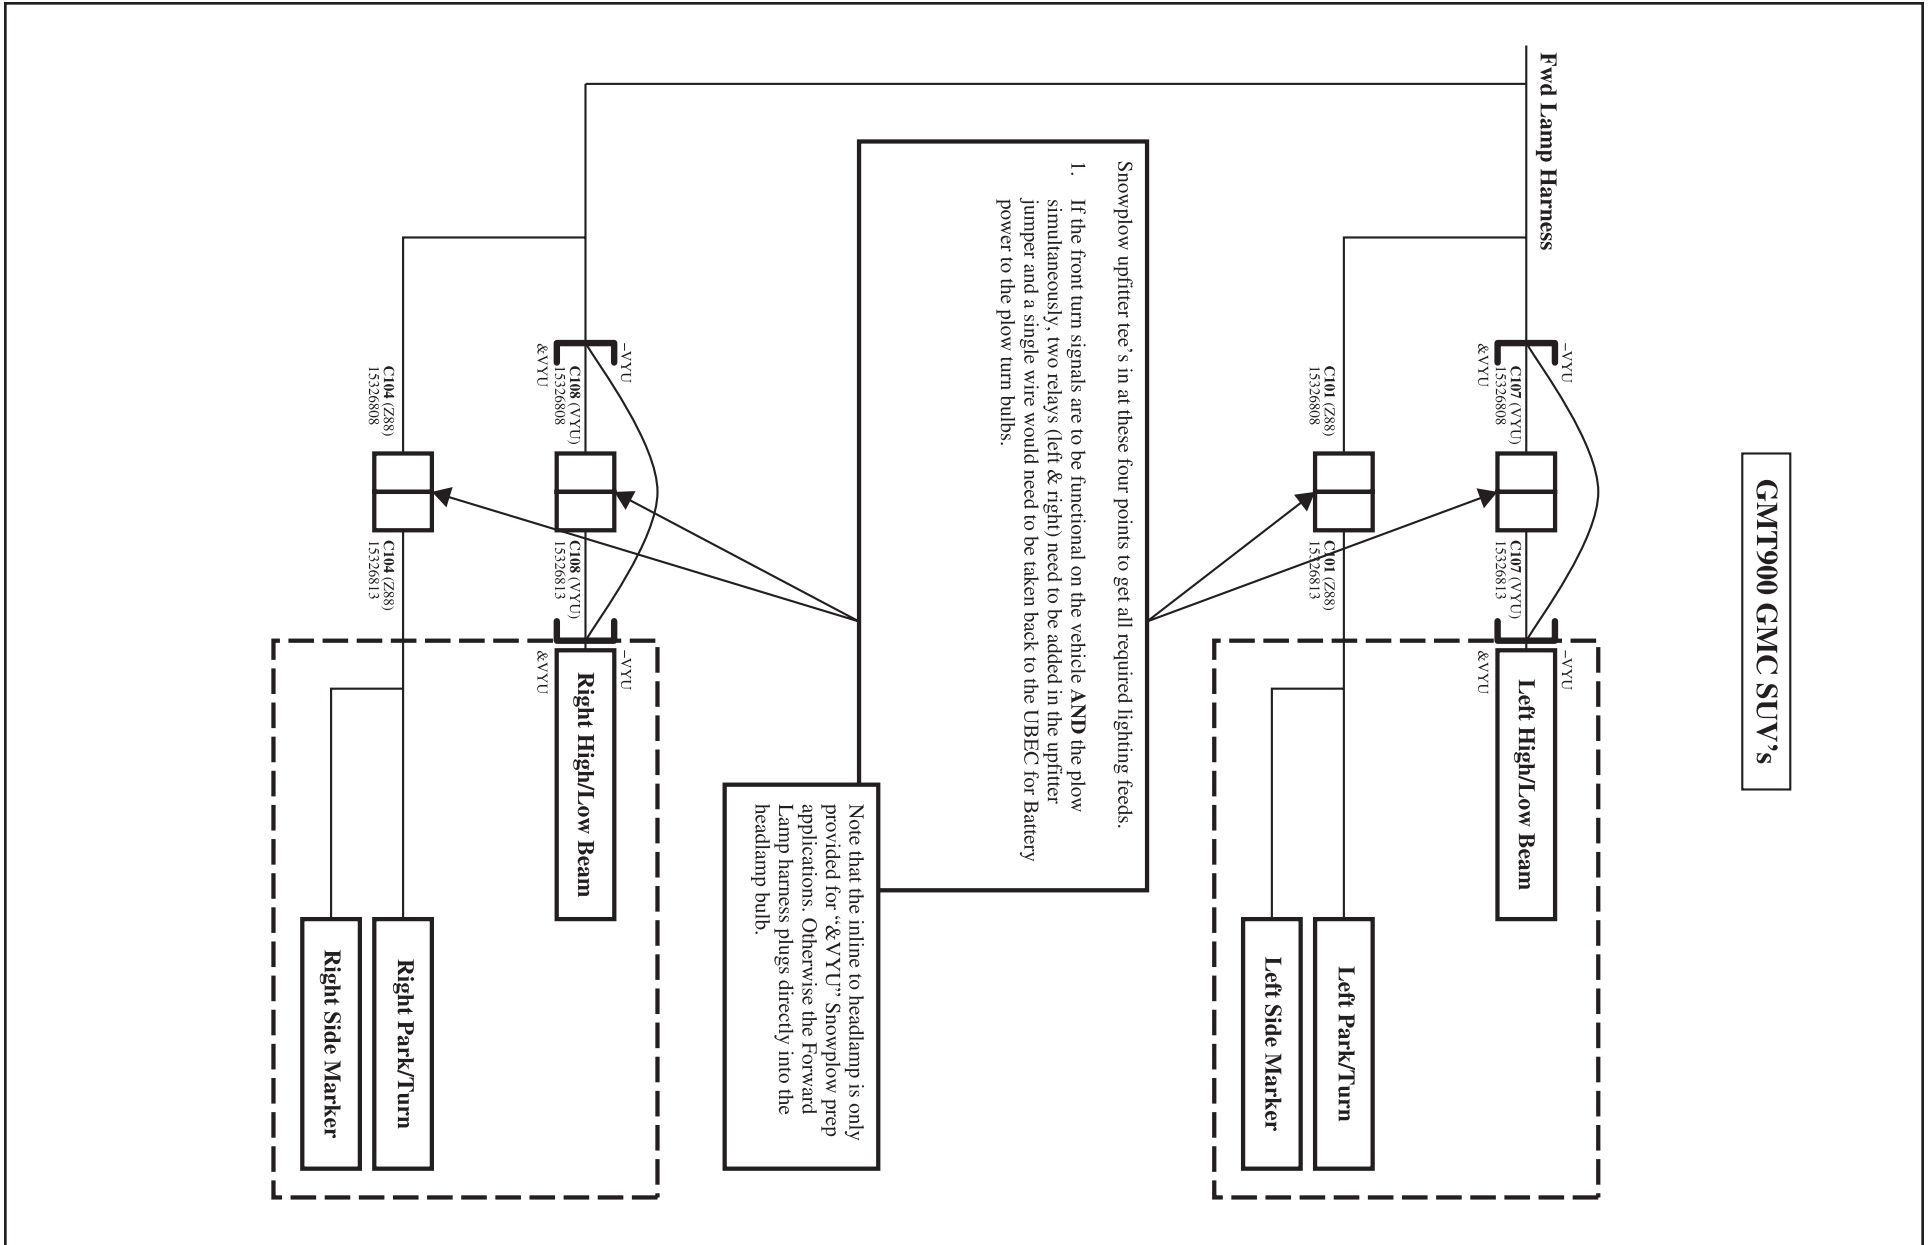 GMT900 GMC SUV's
Fwd Lamp Harness
–VYU
&VYU
C107 (VYU)
15326808
C107 (VYU)
15326813
–VYU
&VYU
Left High/Low Beam
C101 (Z88)
15326808
C101 (Z88)
15326813
Left Park/Turn
Left Side Marker
Snowplow upfitter tee's in at these four points to get all required lighting feeds.
1. If the front turn signals are to be functional on the vehicle AND the plow
simultaneously, two relays (left & right) need to be added in the upfitter
jumper and a single wire would need to be taken back to the UBEC for Battery
power to the plow turn bulbs.
Note that the inline to headlamp is only
provided for “&VYU” Snowplow prep
applications. Otherwise the Forward
Lamp harness plugs directly into the
headlamp bulb.
–VYU
&VYU
C108 (VYU)
15326808
C108 (VYU)
15326813
–VYU
&VYU
Right High/Low Beam
C104 (Z88)
15326808
C104 (Z88)
15326813
Right Park/Turn
Right Side Marker